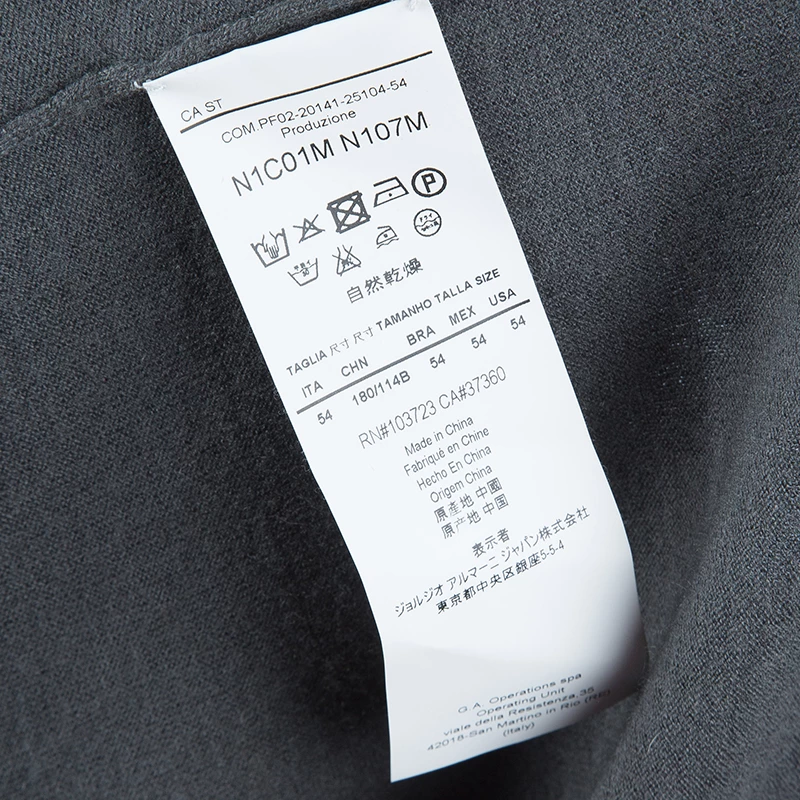 CA ST
COM.PF02-20141-25104-54
Produzione
N1C01M N107M
P
自然乾燥
TAGLIA 尺寸 尺寸 TAMANHO TALLA SIZE
ITA CHN BRA MEX USA
54 180/114B 54 54 54
RN#103723 CA#37360
Made in China
Fabriqué en Chine
Hecho En China
Origem China
原產地 中國
原产地 中国
表示者
ジョルジオ アルマーニ ジャパン株式会社
東京都中央区銀座5-5-4
G.A. Operations spa
Operating Unit
viale della Resistenza,35
42018-San Martino in Rio (RE)
(Italy)